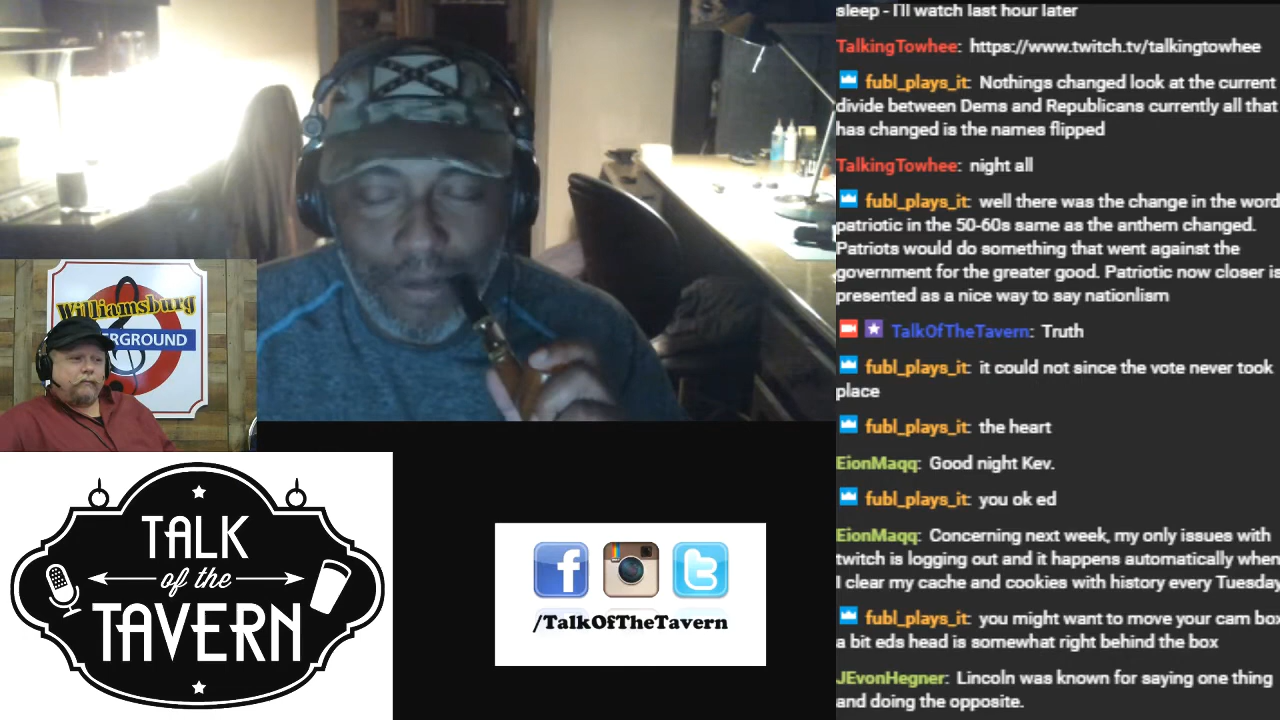 Williamsburg
ERGROUND
TALK
of the
TAVERN
/TalkOfTheTavern
sleep - I'll watch last hour later
TalkingTowhee: https://www.twitch.tv/talkingtowhee
fubl_plays_it: Nothings changed look at the current
divide between Dems and Republicans currently all that
has changed is the names flipped
TalkingTowhee: night all
fubl_plays_it: well there was the change in the word
patriotic in the 50-60s same as the anthem changed.
Patriots would do something that went against the
government for the greater good. Patriotic now closer is
presented as a nice way to say nationlism
TalkOfTheTavern: Truth
fubl_plays_it: it could not since the vote never took
place
fubl_plays_it: the heart
EionMaqq: Good night Kev.
fubl_plays_it: you ok ed
EionMaqq: Concerning next week, my only issues with
twitch is logging out and it happens automatically when
I clear my cache and cookies with history every Tuesday
fubl_plays_it: you might want to move your cam box
a bit eds head is somewhat right behind the box
JEvonHegner: Lincoln was known for saying one thing
and doing the opposite.